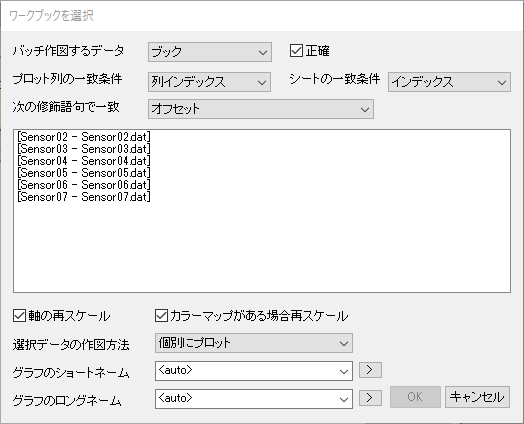 ワークブックを選択
バッチ作図するデータ ブック 正確
プロット列の一致条件 列インデックス シートの一致条件 インデックス
次の修飾語句で一致 オフセット
[Sensor02 - Sensor02.dat]
[Sensor03 - Sensor03.dat]
[Sensor04 - Sensor04.dat]
[Sensor05 - Sensor05.dat]
[Sensor06 - Sensor06.dat]
[Sensor07 - Sensor07.dat]
軸の再スケール カラーマップがある場合再スケール
選択データの作図方法 個別にプロット
グラフのショートネーム <auto> >
グラフのロングネーム <auto> > OK キャンセル